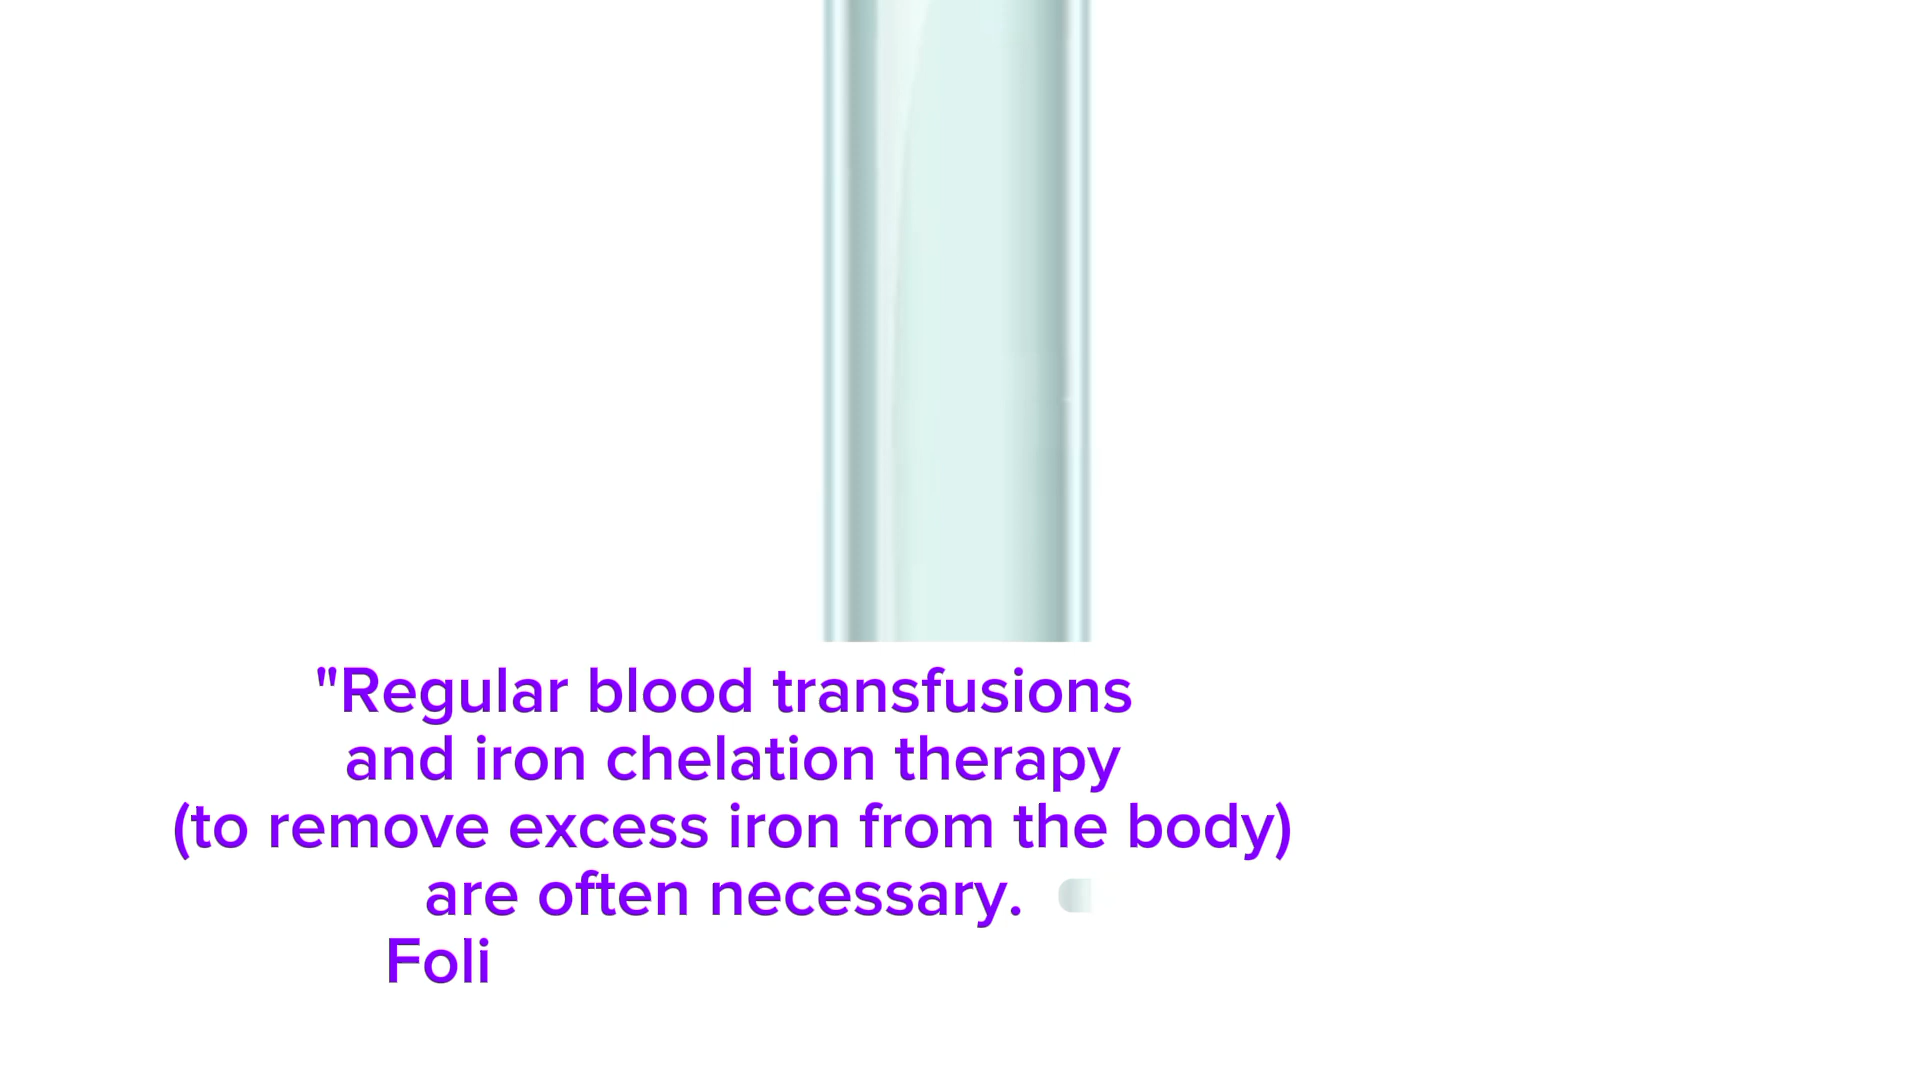 "Regular blood transfusions
and iron chelation therapy
(to remove excess iron from the body)
are often necessary.
Foli